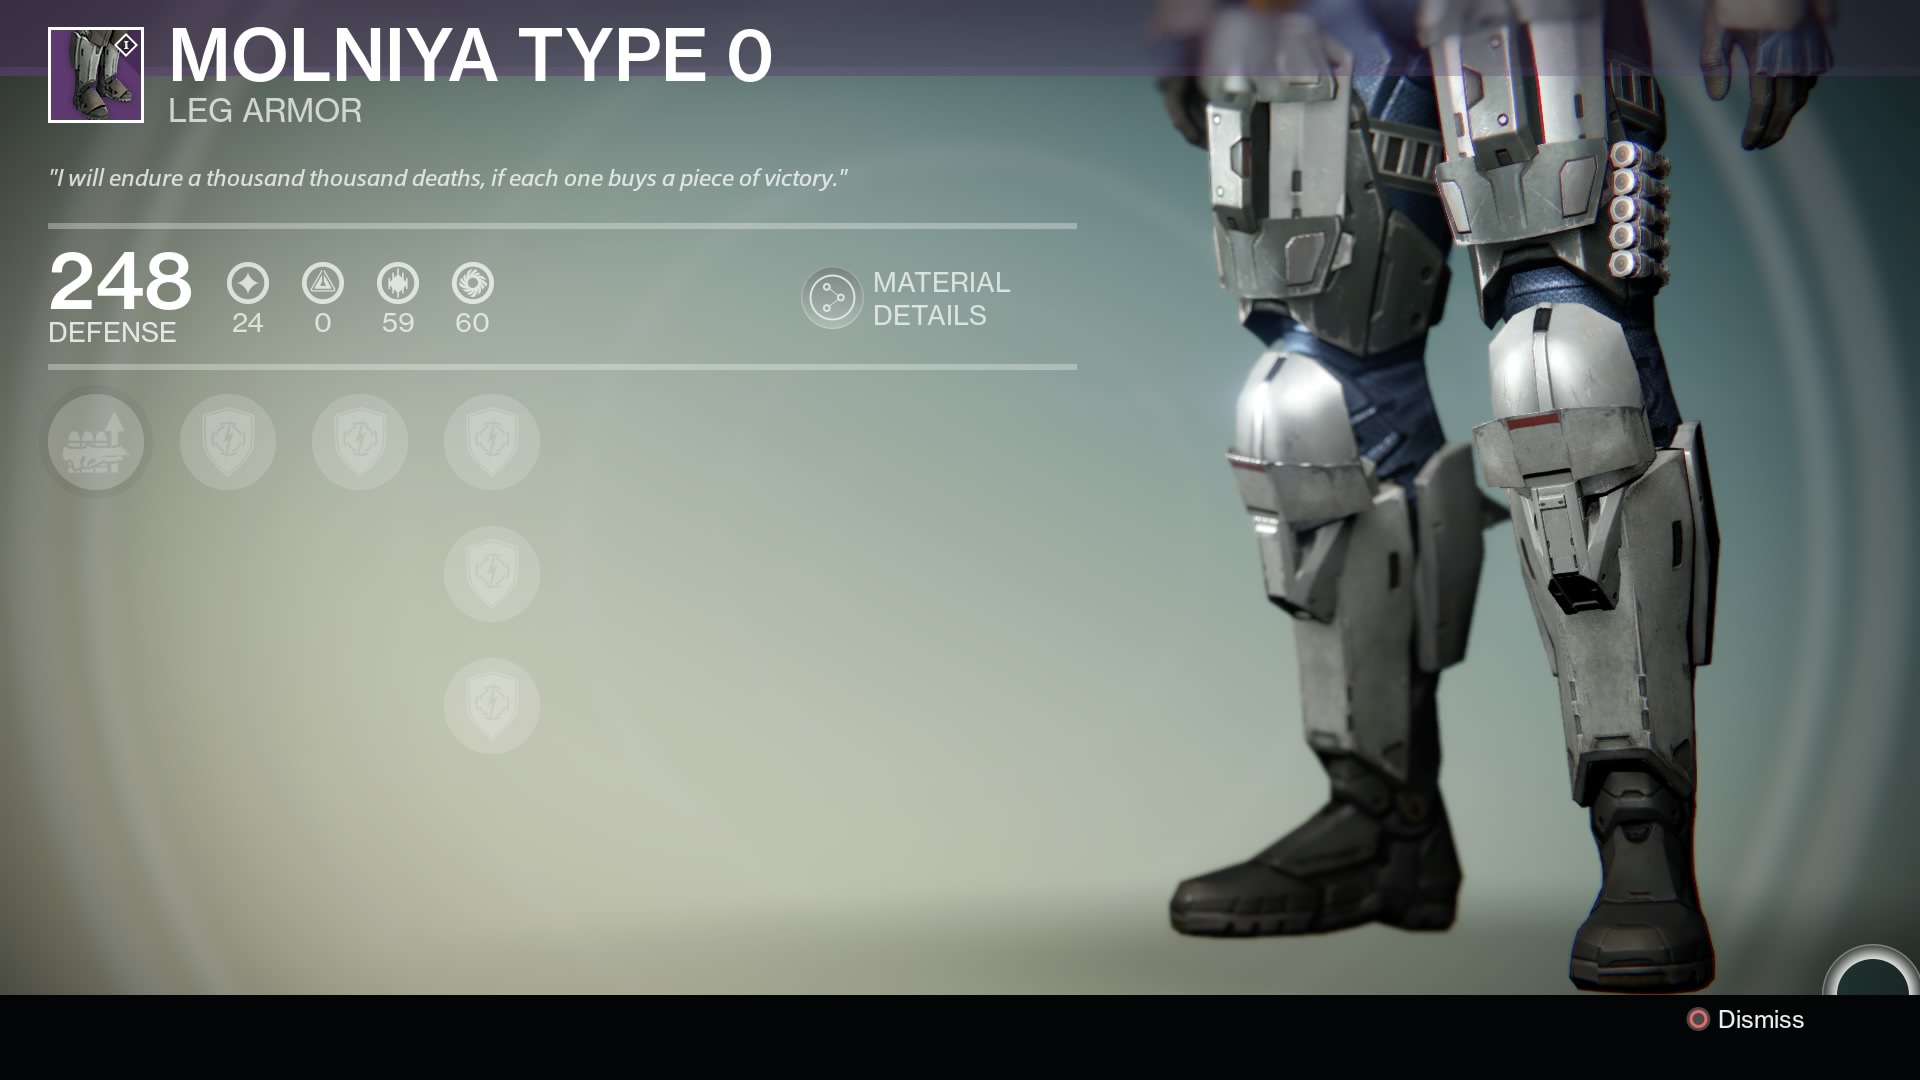 MOLNIYA TYPE 0
LEG ARMOR
"I will endure a thousand thousand deaths, if each one buys a piece of victory."
248
DEFENSE
24
0
59
60
MATERIAL
DETAILS
Dismiss